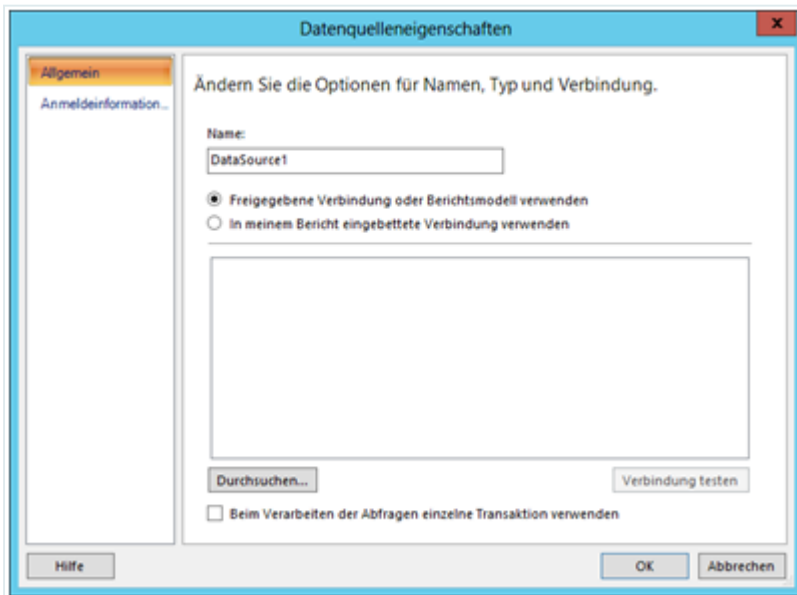 Datenquelleneigenschaften
x
Allgemein
Anmeldeinformation...
Ändern Sie die Optionen für Namen, Typ und Verbindung.
Name:
DataSource1
Freigegebene Verbindung oder Berichtsmodell verwenden
In meinem Bericht eingebettete Verbindung verwenden
Durchsuchen...
Verbindung testen
Beim Verarbeiten der Abfragen einzelne Transaktion verwenden
Hilfe
OK
Abbrechen